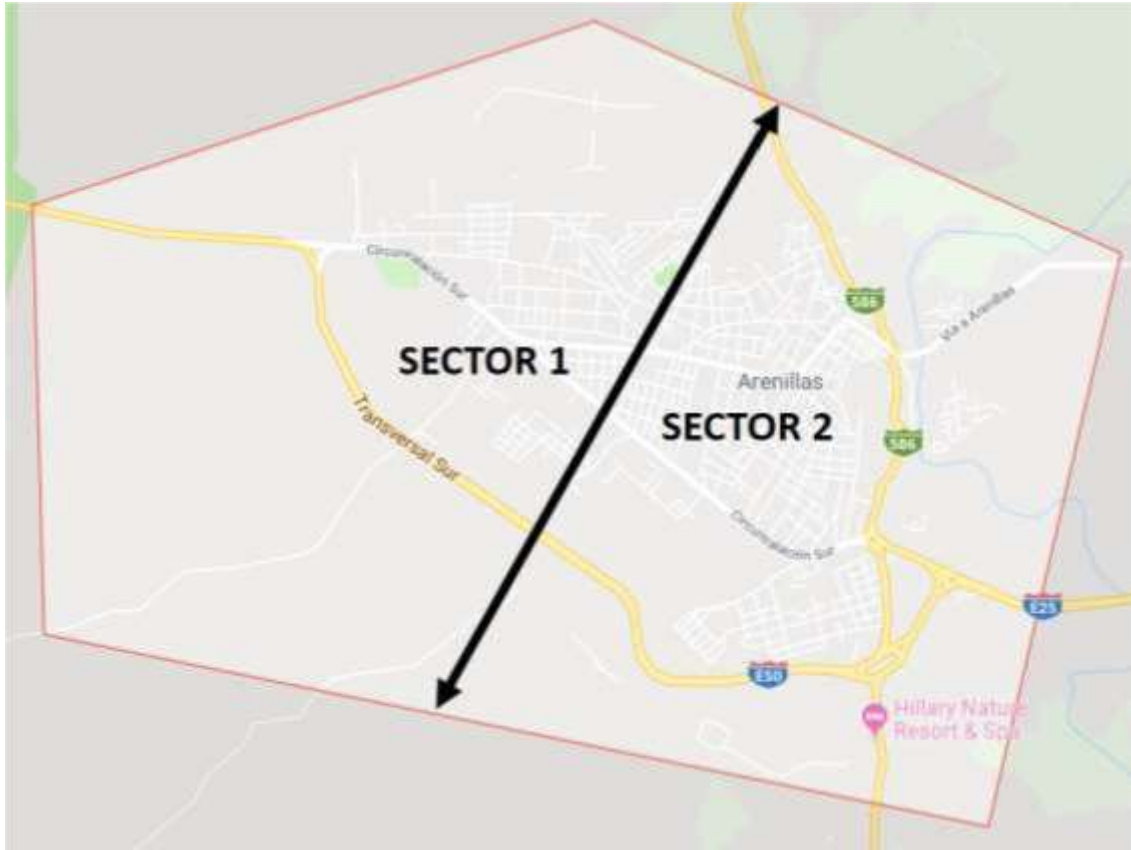 Circunvalación Sur
586
Via a Arenillas
SECTOR 1
Arenillas
Transversal Sur
SECTOR 2
586
Circunvalación Sur
E25
E50
Hillary Nature
Resort & Spa